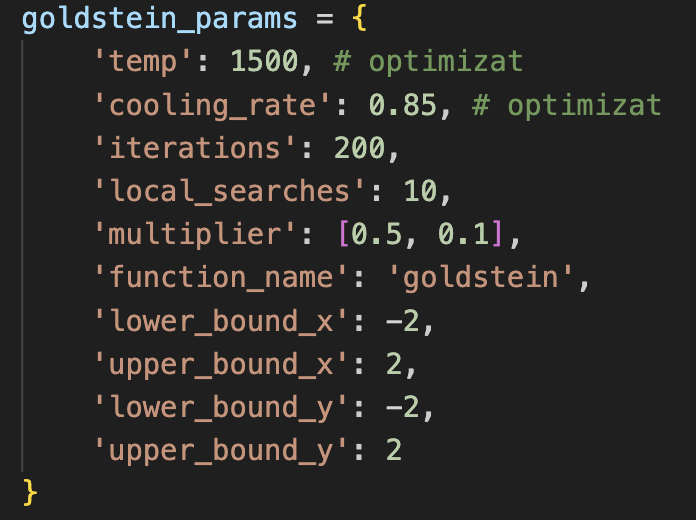 goldstein_params = {
'temp': 1500, # optimizat
'cooling_rate': 0.85, # optimizat
'iterations': 200,
'local_searches': 10,
'multiplier': [0.5, 0.1],
'function_name': 'goldstein',
'lower_bound_x': -2,
'upper_bound_x': 2,
'lower_bound_y': -2,
'upper_bound_y': 2
}